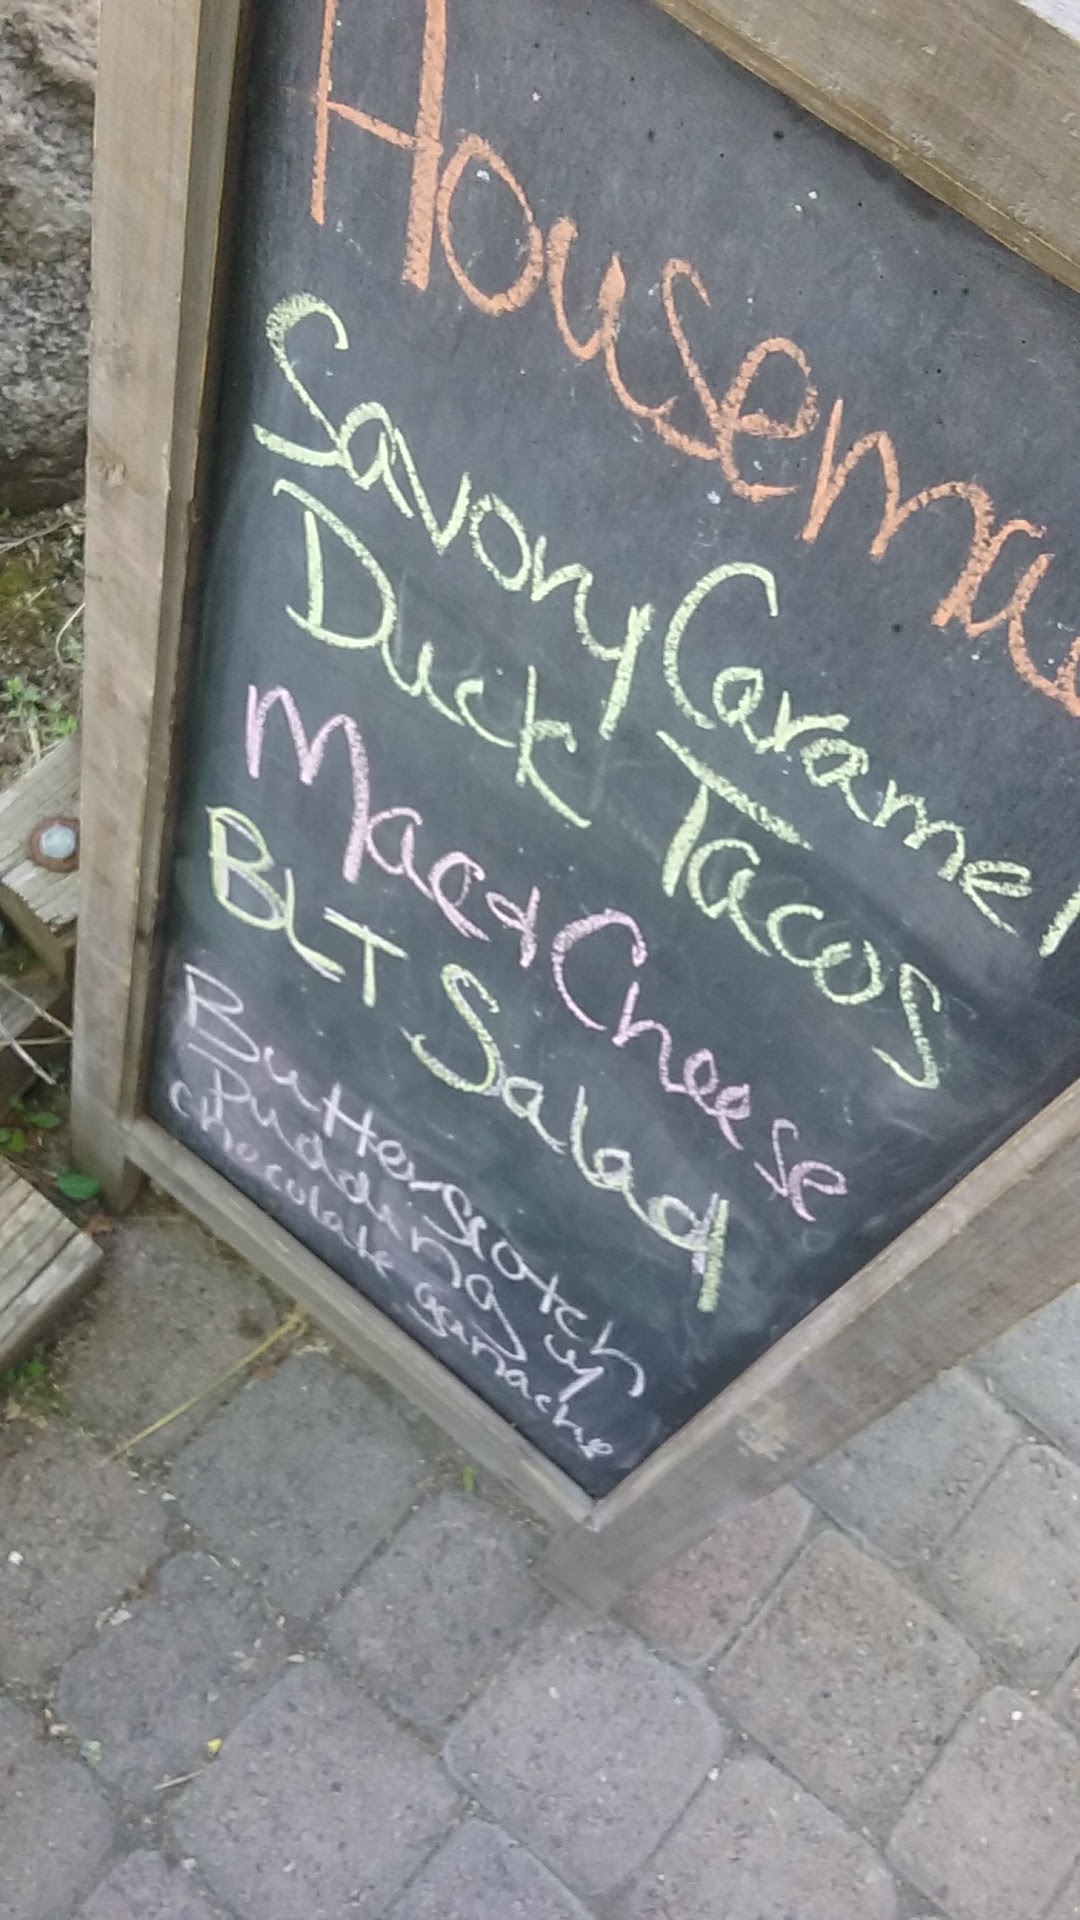 Housema
Savory Caramel
Duck Tacos
Mac & Cheese
BLT Salad
Butterscotch
Pudding w/
chocolate ganache